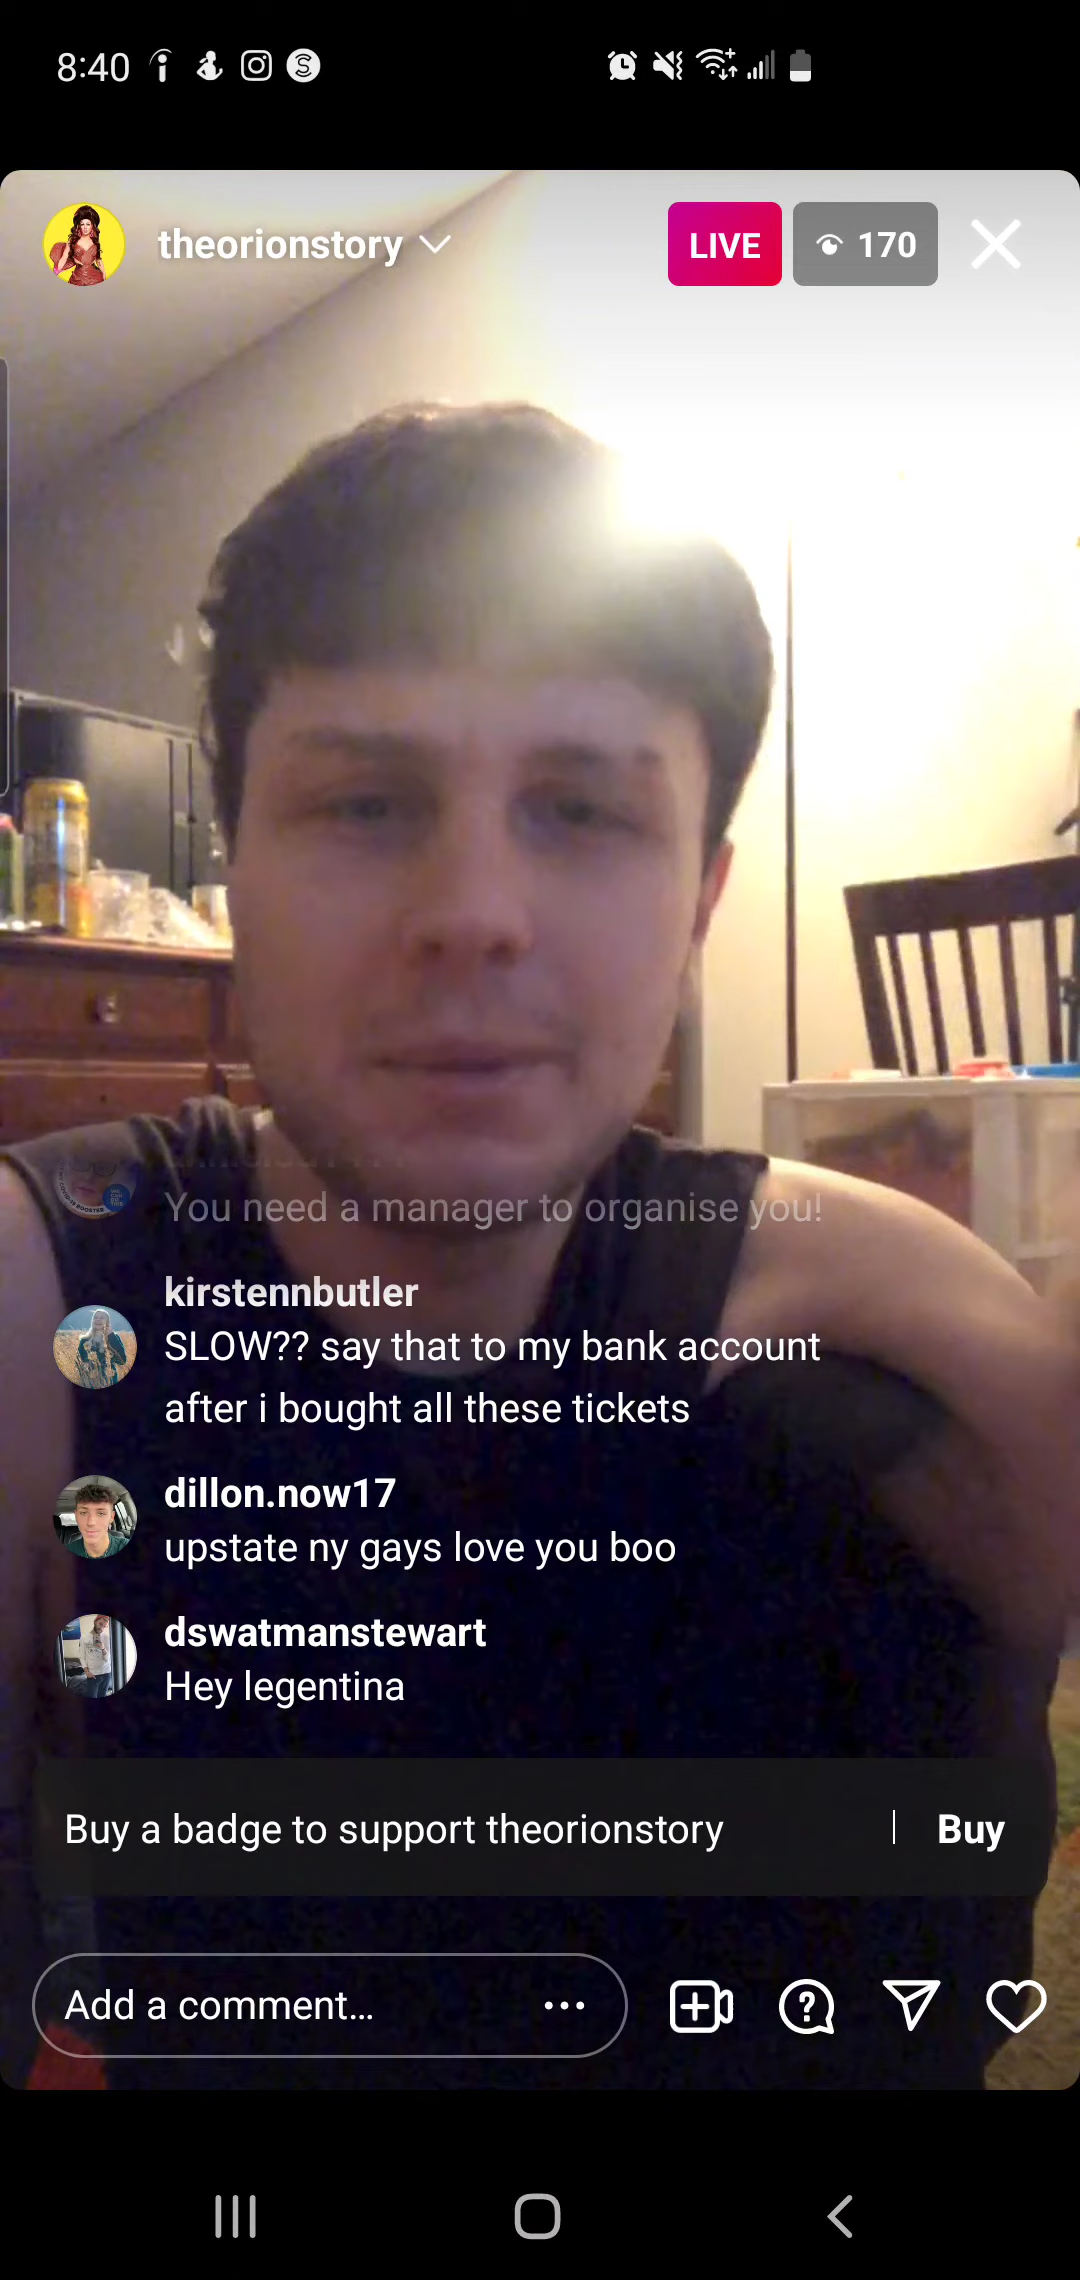 8:40
theorionstory
LIVE
170
You need a manager to organise you!
kirstennbutler
SLOW?? say that to my bank account
after i bought all these tickets
dillon.now17
upstate ny gays love you boo
dswatmanstewart
Hey legentina
Buy a badge to support theorionstory
Buy
Add a comment...